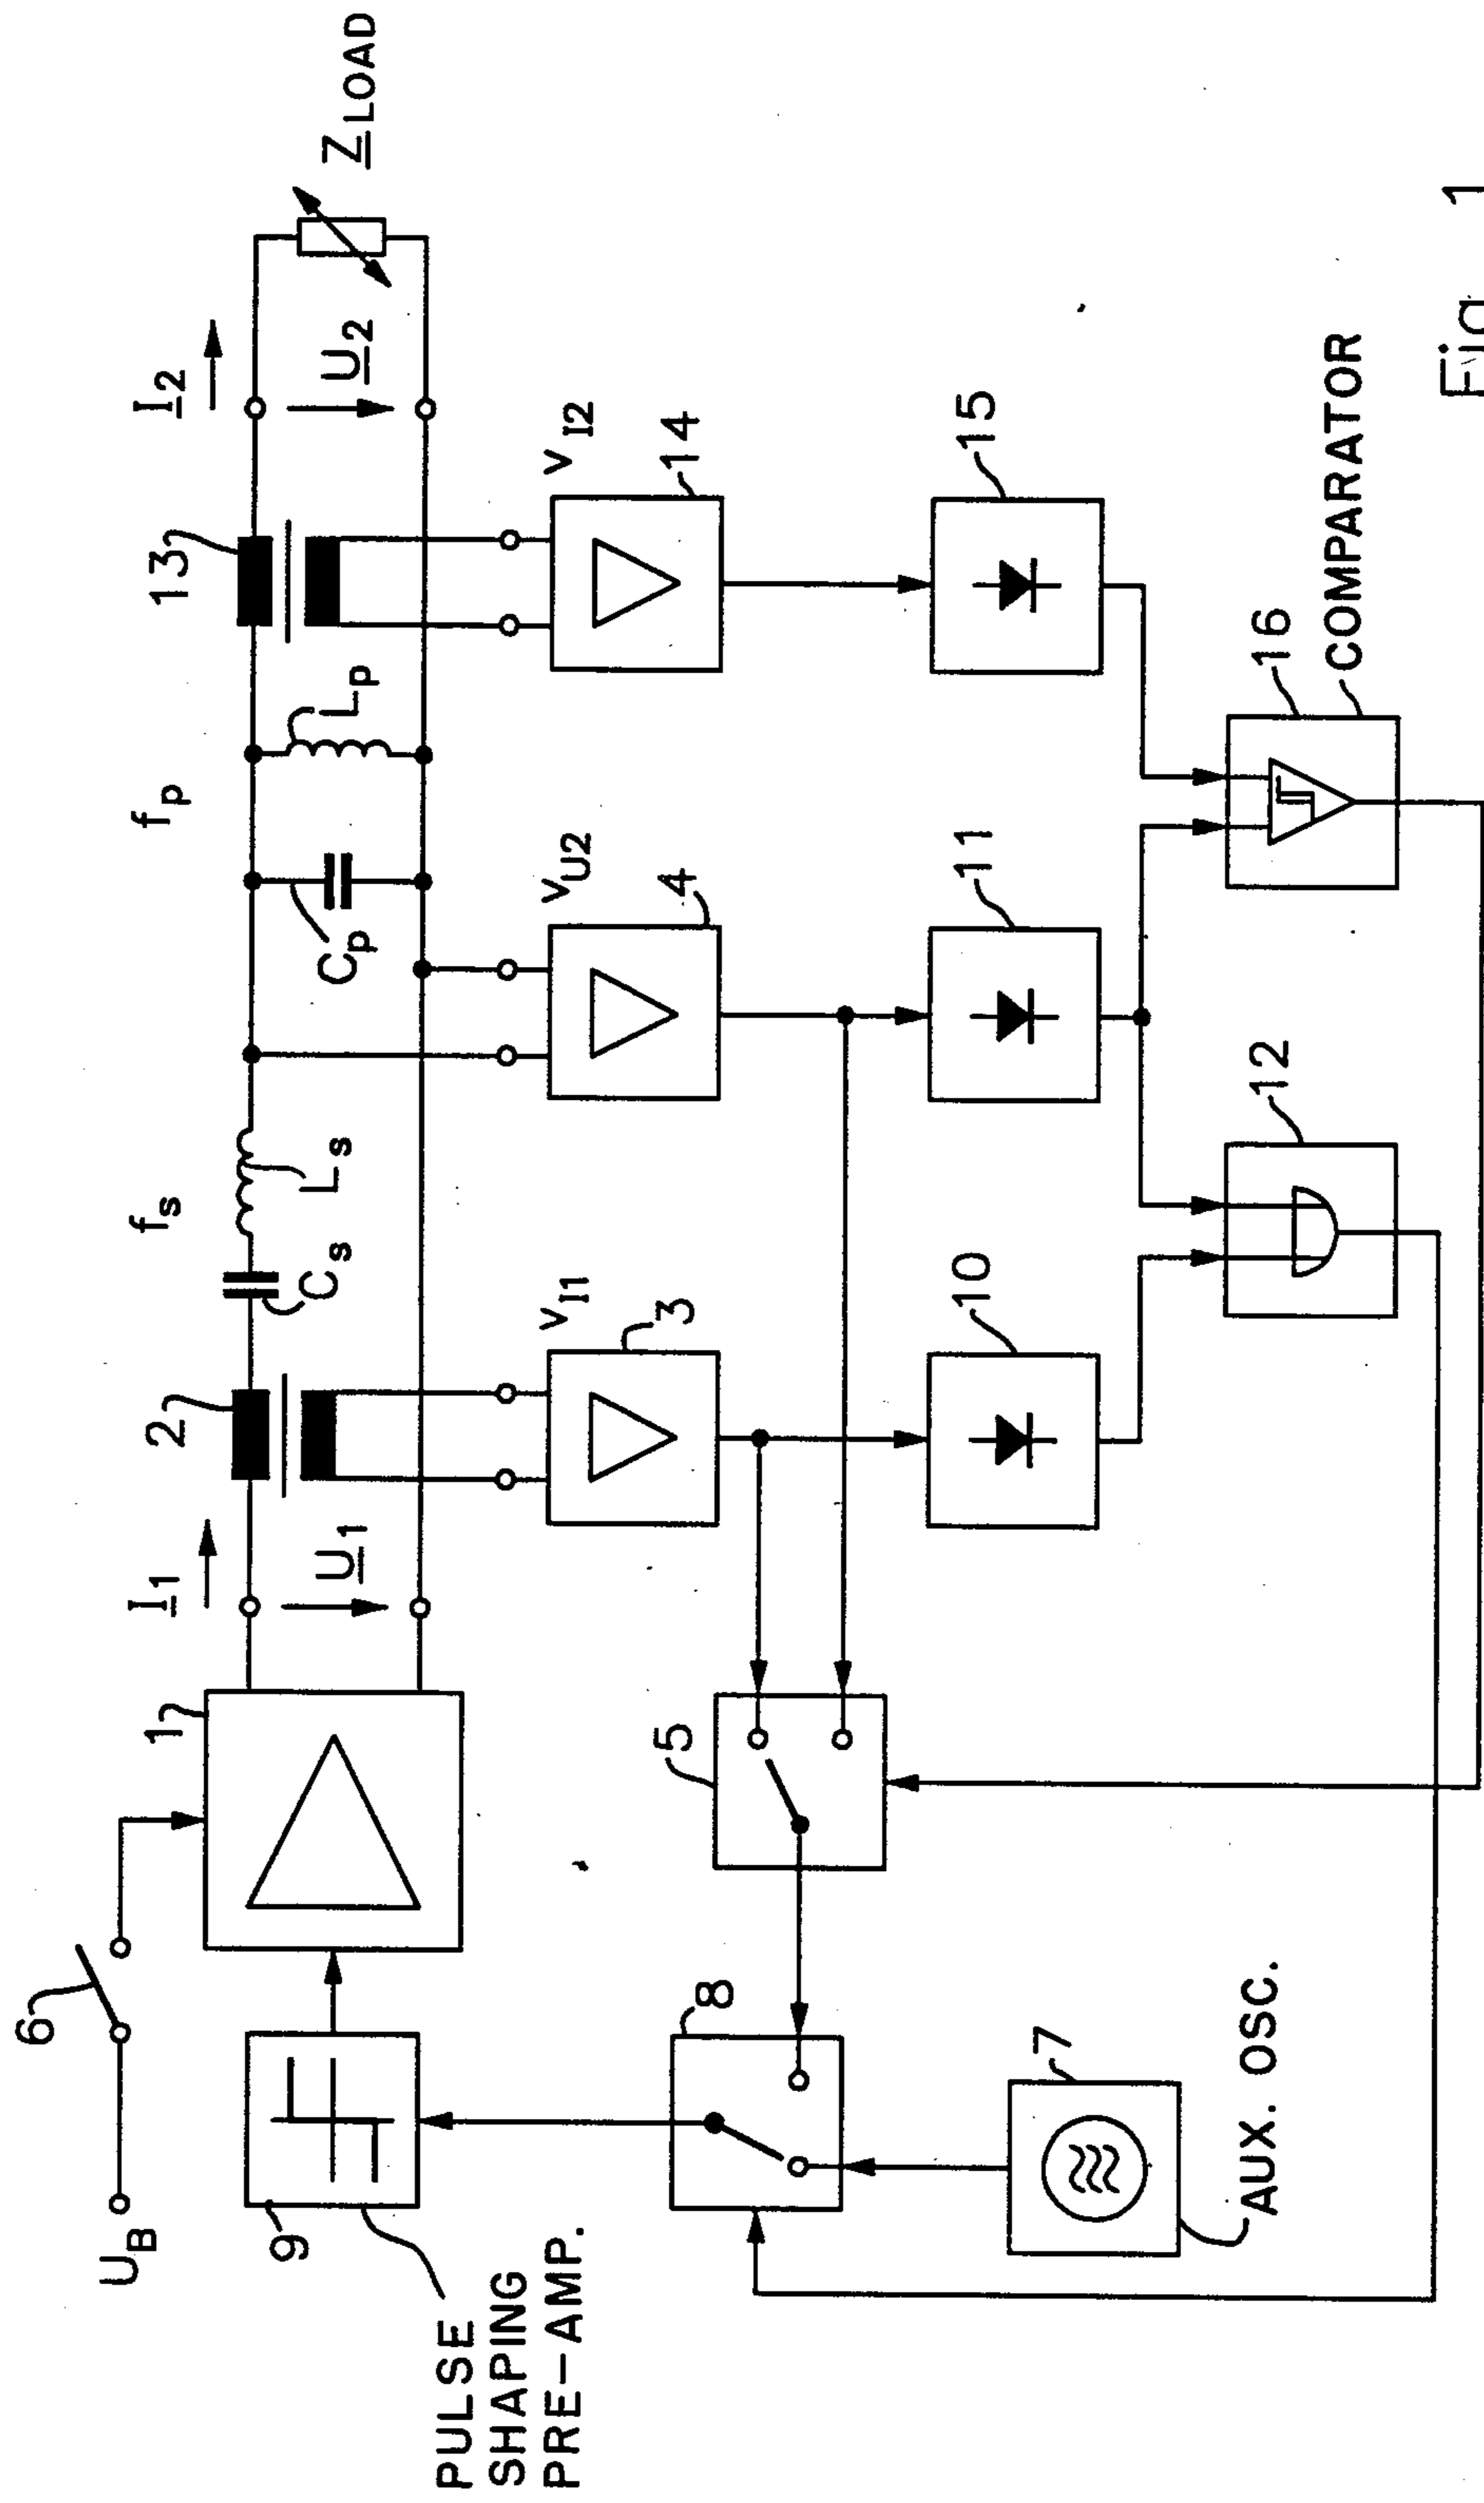 6
U_B
1
I_1
U_1
2
f_s
C_s
L_s
f_p
C_p
L_p
13
I_2
U_2
Z_LOAD
9
PULSE
SHAPING
PRE-AMP.
8
5
v_I1
3
v_U2
4
v_I2
14
7
AUX. OSC.
10
11
15
12
16
COMPARATOR
Fig. 1